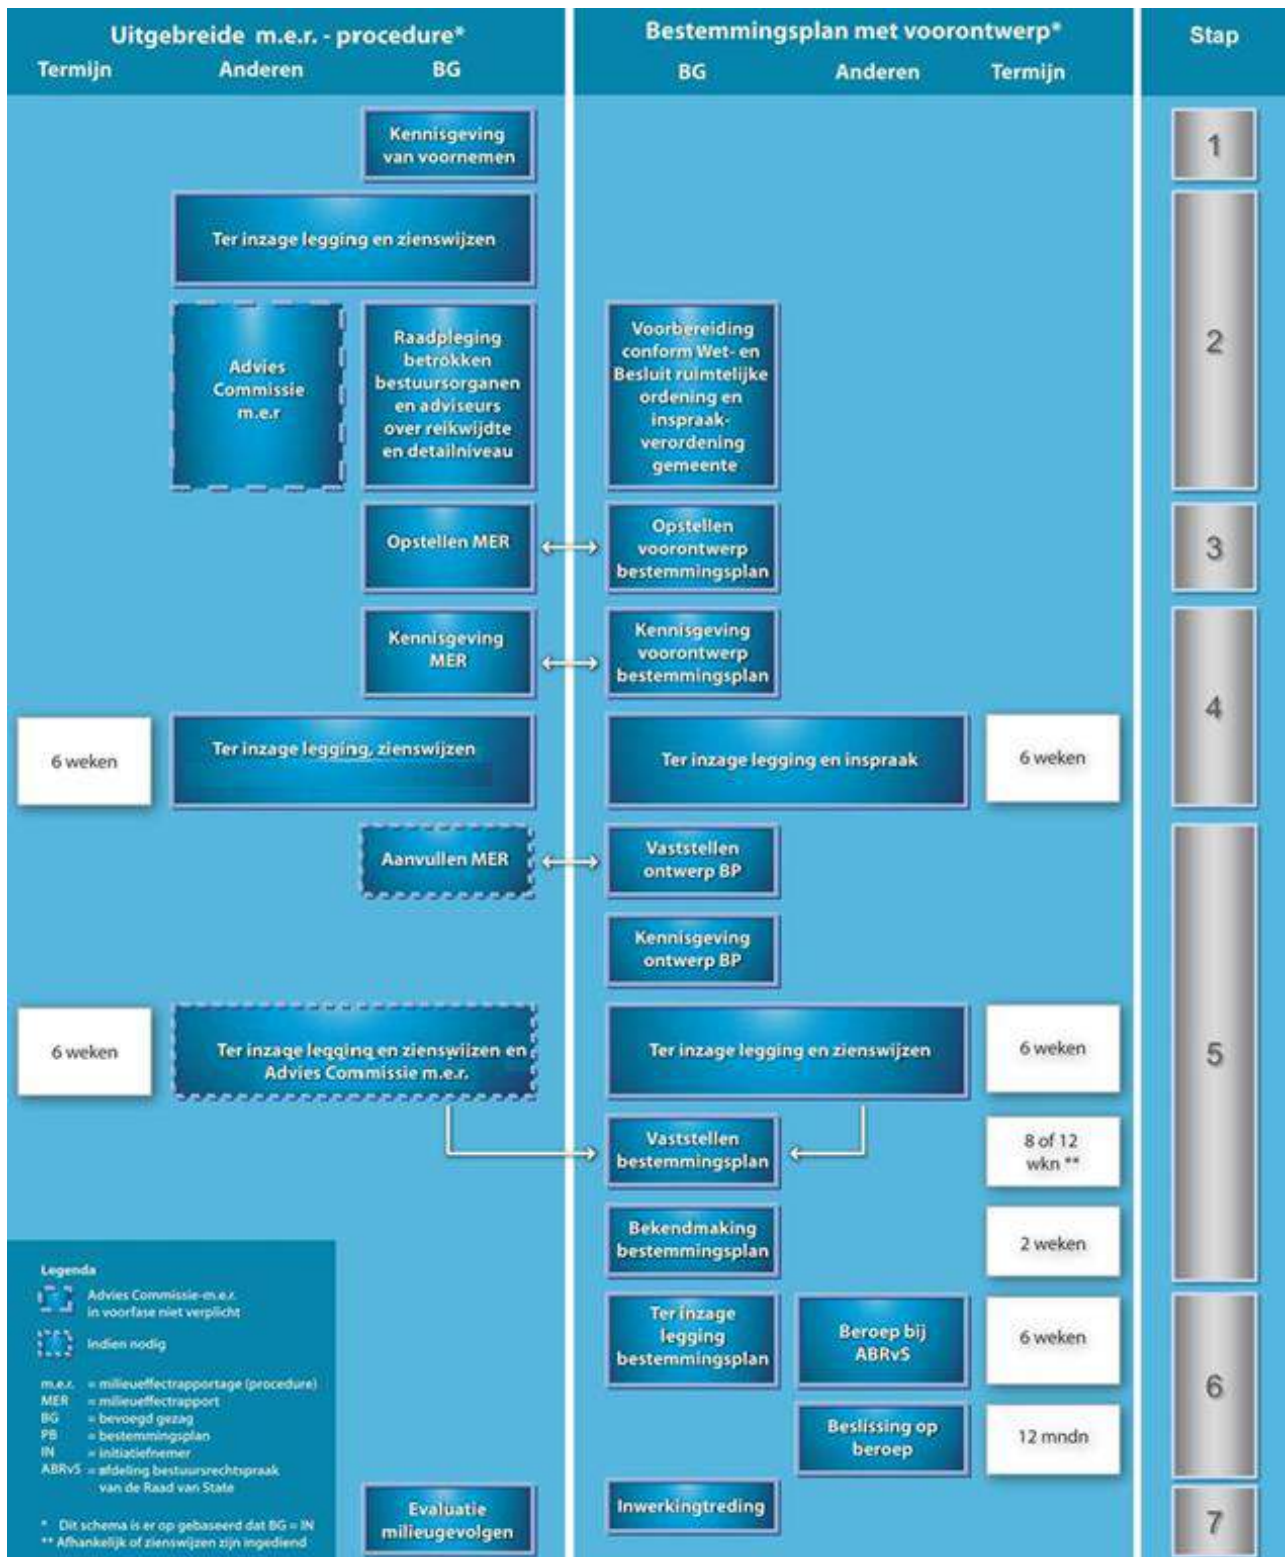 Uitgebreide m.e.r. - procedure*
Termijn
Anderen
BG
Bestemmingsplan met voorontwerp*
BG
Anderen
Termijn
Stap
Kennisgeving
van voornemen
1
Ter inzage legging en zienswijzen
Advies
Commissie
m.e.r
Raadpleging
betrokken
bestuursorganen
en adviseurs
over reikwijdte
en detailniveau
Voorbereiding
conform Wet- en
Besluit ruimtelijke
ordening en
inspraak-
verordening
gemeente
2
Opstellen MER
Opstellen
voorontwerp
bestemmingsplan
3
Kennisgeving
MER
Kennisgeving
voorontwerp
bestemmingsplan
4
6 weken
Ter inzage legging, zienswijzen
Ter inzage legging en inspraak
6 weken
Aanvullen MER
Vaststellen
ontwerp BP
Kennisgeving
ontwerp BP
6 weken
Ter inzage legging en zienswijzen en
Advies Commissie m.e.r.
Ter inzage legging en zienswijzen
6 weken
5
Vaststellen
bestemmingsplan
8 of 12
wkn **
Bekendmaking
bestemmingsplan
2 weken
Ter inzage
legging
bestemmingsplan
Beroep bij
ABRvS
6 weken
6
Beslissing op
beroep
12 mndn
Evaluatie
milieugevolgen
Inwerkingtreding
7
Legenda
Advies Commissie-m.e.r.
in voorfase niet verplicht
Indien nodig
m.e.r. = milieueffectrapportage (procedure)
MER = milieueffectrapport
BG = bevoegd gezag
PB = bestemmingsplan
IN = initiatiefnemer
ABRvS = afdeling bestuursrechtspraak
van de Raad van State
* Dit schema is er op gebaseerd dat BG = IN
** Afhankelijk of zienswijzen zijn ingediend